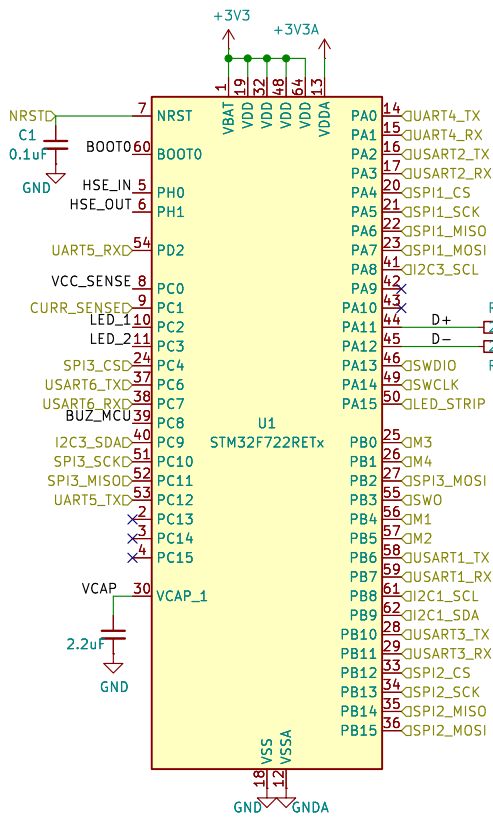 +3V3
+3V3A
1 19 32 48 64 13
VBAT VDD VDD VDD VDD VDDA
NRST 7 NRST PA0 14 UART4_TX
C1 PA1 15 UART4_RX
0.1uF BOOT0 60 BOOT0 PA2 16 USART2_TX
PA3 17 USART2_RX
GND HSE_IN 5 PH0 PA4 20 SPI1_CS
HSE_OUT 6 PH1 PA5 21 SPI1_SCK
PA6 22 SPI1_MISO
UART5_RX 54 PD2 PA7 23 SPI1_MOSI
PA8 41 I2C3_SCL
VCC_SENSE 8 PC0 PA9 42
CURR_SENSE 9 PC1 PA10 43
LED_1 10 PC2 PA11 44 D+
LED_2 11 PC3 PA12 45 D-
SPI3_CS 24 PC4 PA13 46 SWDIO
USART6_TX 37 PC6 PA14 49 SWCLK
USART6_RX 38 PC7 PA15 50 LED_STRIP
BUZ_MCU 39 PC8 U1
I2C3_SDA 40 PC9 STM32F722RETx PB0 25 M3
SPI3_SCK 51 PC10 PB1 26 M4
SPI3_MISO 52 PC11 PB2 27 SPI3_MOSI
UART5_TX 53 PC12 PB3 55 SWO
2 PC13 PB4 56 M1
3 PC14 PB5 57 M2
4 PC15 PB6 58 USART1_TX
PB7 59 USART1_RX
VCAP 30 VCAP_1 PB8 61 I2C1_SCL
PB9 62 I2C1_SDA
2.2uF PB10 28 USART3_TX
PB11 29 USART3_RX
GND PB12 33 SPI2_CS
PB13 34 SPI2_SCK
PB14 35 SPI2_MISO
PB15 36 SPI2_MOSI
VSS VSSA
18 12
GND GNDA